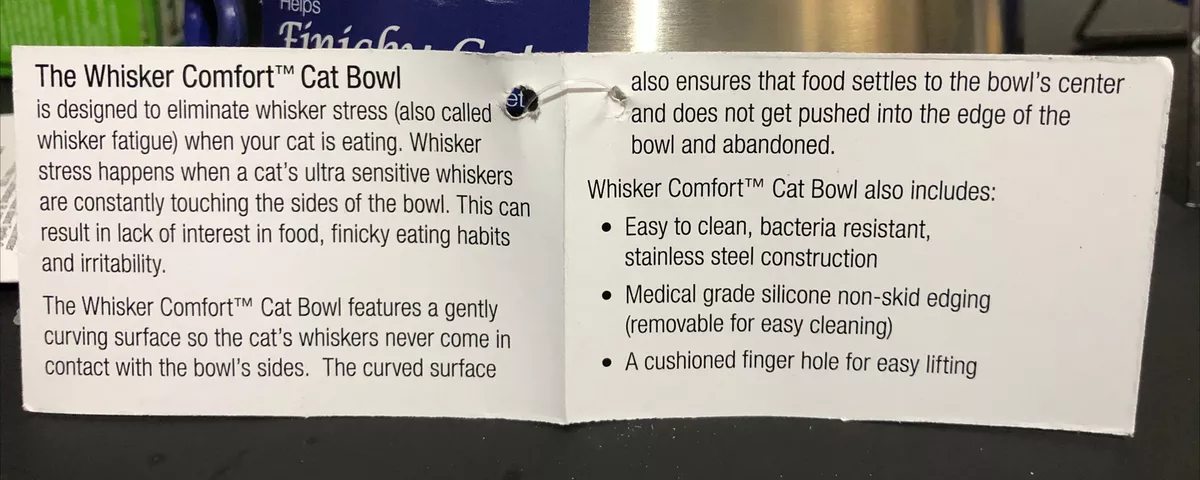 Helps
Finicky
et
The Whisker Comfort™ Cat Bowl
is designed to eliminate whisker stress (also called
whisker fatigue) when your cat is eating. Whisker
stress happens when a cat's ultra sensitive whiskers
are constantly touching the sides of the bowl. This can
result in lack of interest in food, finicky eating habits
and irritability.
The Whisker Comfort™ Cat Bowl features a gently
curving surface so the cat's whiskers never come in
contact with the bowl's sides. The curved surface
also ensures that food settles to the bowl's center
and does not get pushed into the edge of the
bowl and abandoned.
Whisker Comfort™ Cat Bowl also includes:
• Easy to clean, bacteria resistant,
stainless steel construction
• Medical grade silicone non-skid edging
(removable for easy cleaning)
• A cushioned finger hole for easy lifting